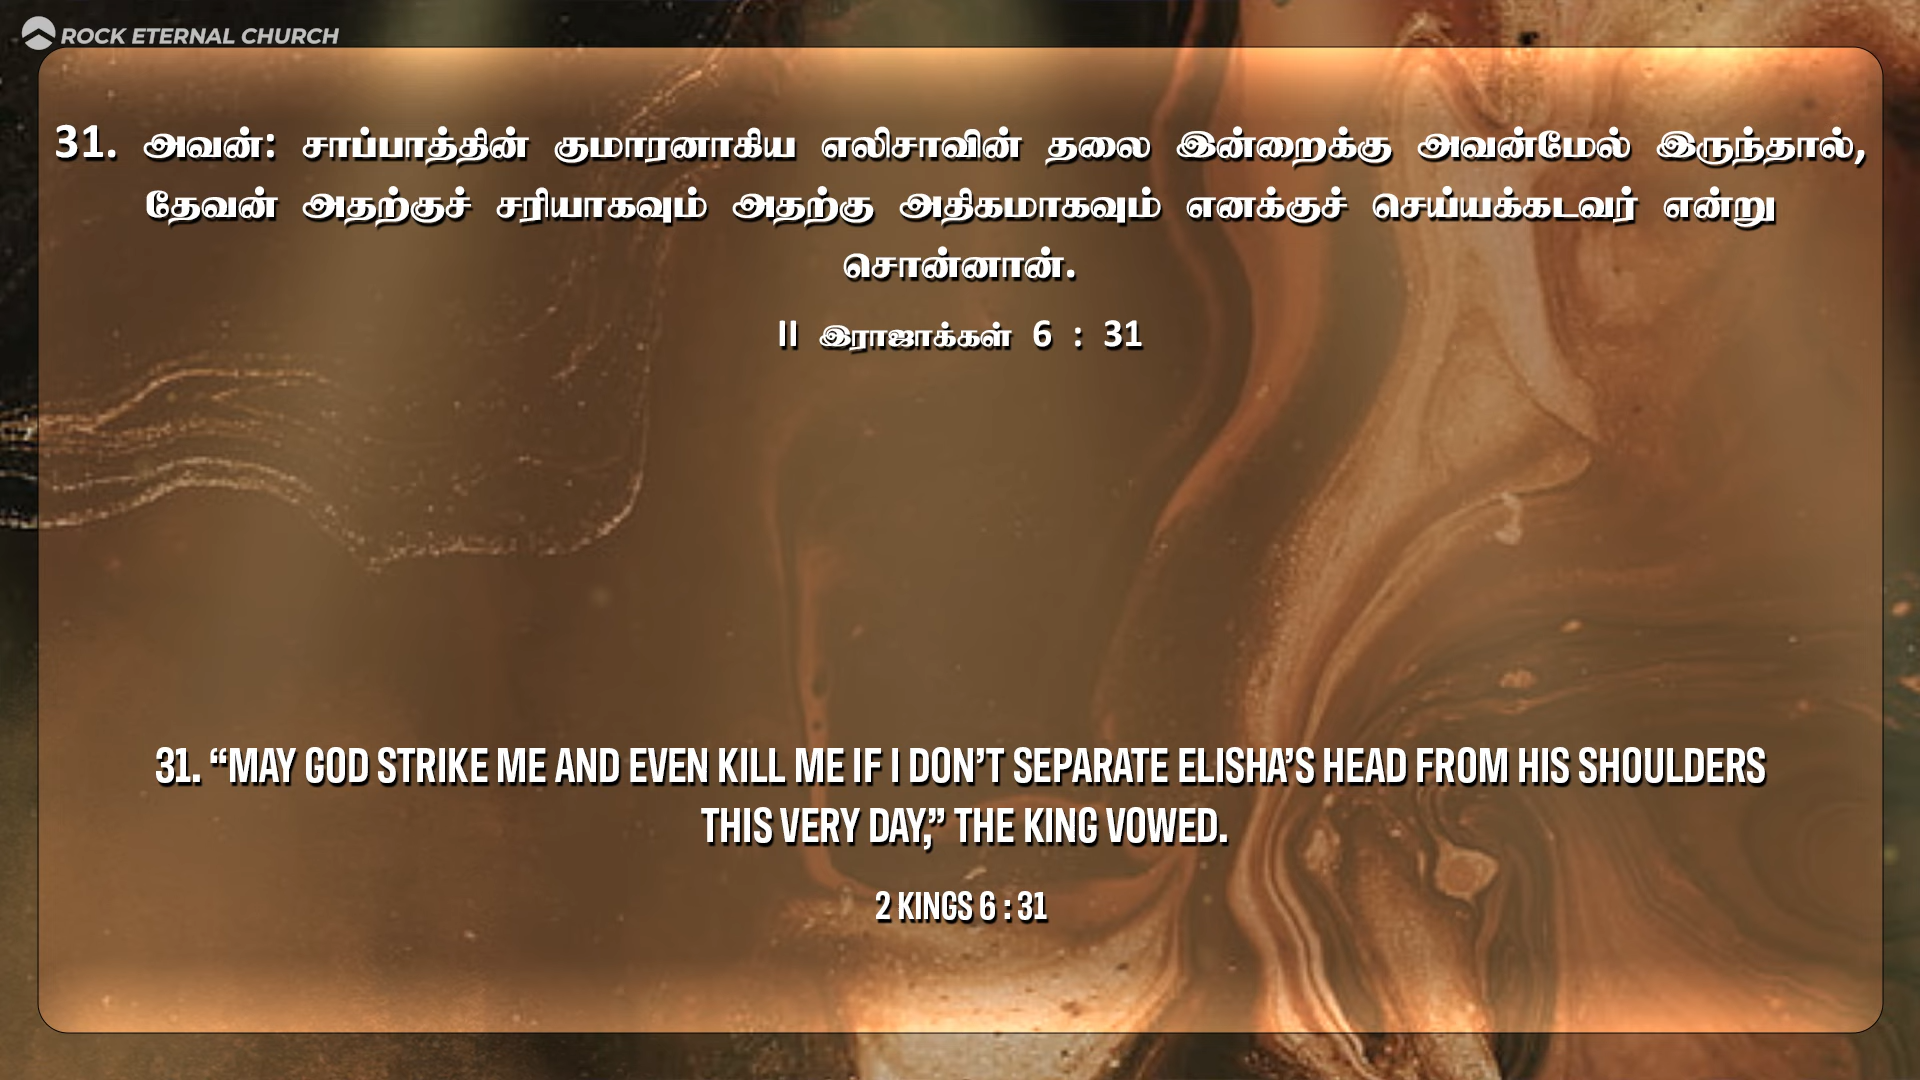 ROCK ETERNAL CHURCH
31. அவன்: சாப்பாத்தின் குமாரனாகிய எலிசாவின் தலை இன்றைக்கு அவன்மேல் இருந்தால்,
தேவன் அதற்குச் சரியாகவும் அதற்கு அதிகமாகவும் எனக்குச் செய்யக்கடவர் என்று
சொன்னான்.
II இராஜாக்கள் 6 : 31
31. “MAY GOD STRIKE ME AND EVEN KILL ME IF I DON’T SEPARATE ELISHA’S HEAD FROM HIS SHOULDERS
THIS VERY DAY,” THE KING VOWED.
2 KINGS 6 : 31